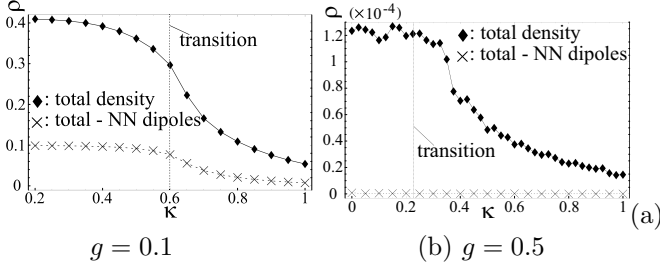 ρ
0.4
0.3
0.2
0.1
0
transition
♦: total density
×: total - NN dipoles
0.2 0.4 0.6 0.8 1
κ
ρ (×10⁻⁴)
1.2
1
0.8
0.6
0.4
0.2
0
♦: total density
×: total - NN dipoles
transition
0 0.2 0.4 0.6 0.8 1
κ
(a)
g = 0.1
(b) g = 0.5